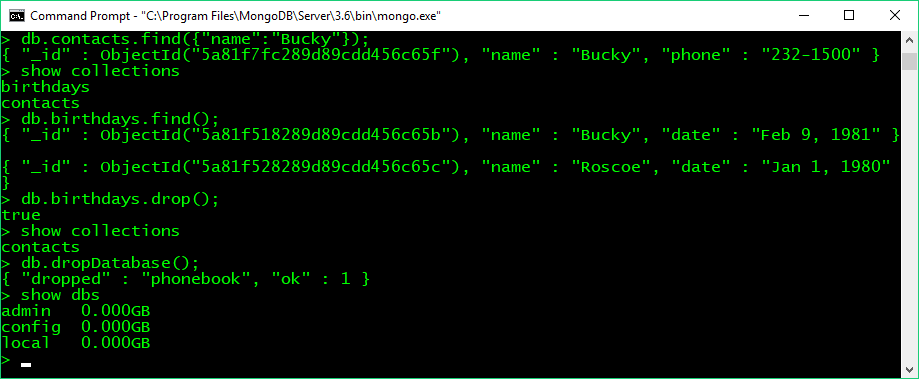 Command Prompt - "C:\Program Files\MongoDB\Server\3.6\bin\mongo.exe"
> db.contacts.find({"name":"Bucky"});
{ "_id" : ObjectId("5a81f7fc289d89cdd456c65f"), "name" : "Bucky", "phone" : "232-1500" }
> show collections
birthdays
contacts
> db.birthdays.find();
{ "_id" : ObjectId("5a81f518289d89cdd456c65b"), "name" : "Bucky", "date" : "Feb 9, 1981" }
{ "_id" : ObjectId("5a81f528289d89cdd456c65c"), "name" : "Roscoe", "date" : "Jan 1, 1980"
}
> db.birthdays.drop();
true
> show collections
contacts
> db.dropDatabase();
{ "dropped" : "phonebook", "ok" : 1 }
> show dbs
admin   0.000GB
config  0.000GB
local   0.000GB
>